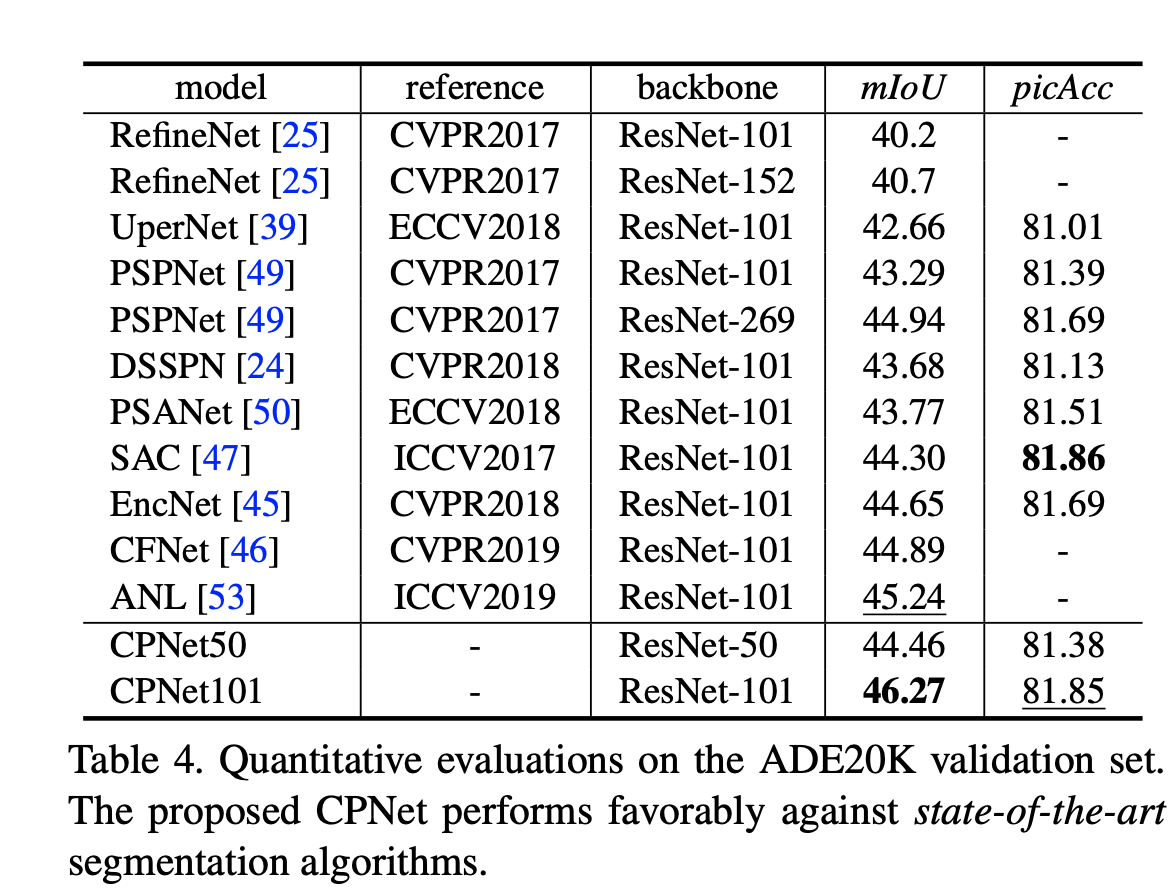 model reference backbone mIoU picAcc
RefineNet [25] CVPR2017 ResNet-101 40.2 -
RefineNet [25] CVPR2017 ResNet-152 40.7 -
UperNet [39] ECCV2018 ResNet-101 42.66 81.01
PSPNet [49] CVPR2017 ResNet-101 43.29 81.39
PSPNet [49] CVPR2017 ResNet-269 44.94 81.69
DSSPN [24] CVPR2018 ResNet-101 43.68 81.13
PSANet [50] ECCV2018 ResNet-101 43.77 81.51
SAC [47] ICCV2017 ResNet-101 44.30 81.86
EncNet [45] CVPR2018 ResNet-101 44.65 81.69
CFNet [46] CVPR2019 ResNet-101 44.89 -
ANL [53] ICCV2019 ResNet-101 45.24 -
CPNet50 - ResNet-50 44.46 81.38
CPNet101 - ResNet-101 46.27 81.85
Table 4. Quantitative evaluations on the ADE20K validation set.
The proposed CPNet performs favorably against state-of-the-art
segmentation algorithms.